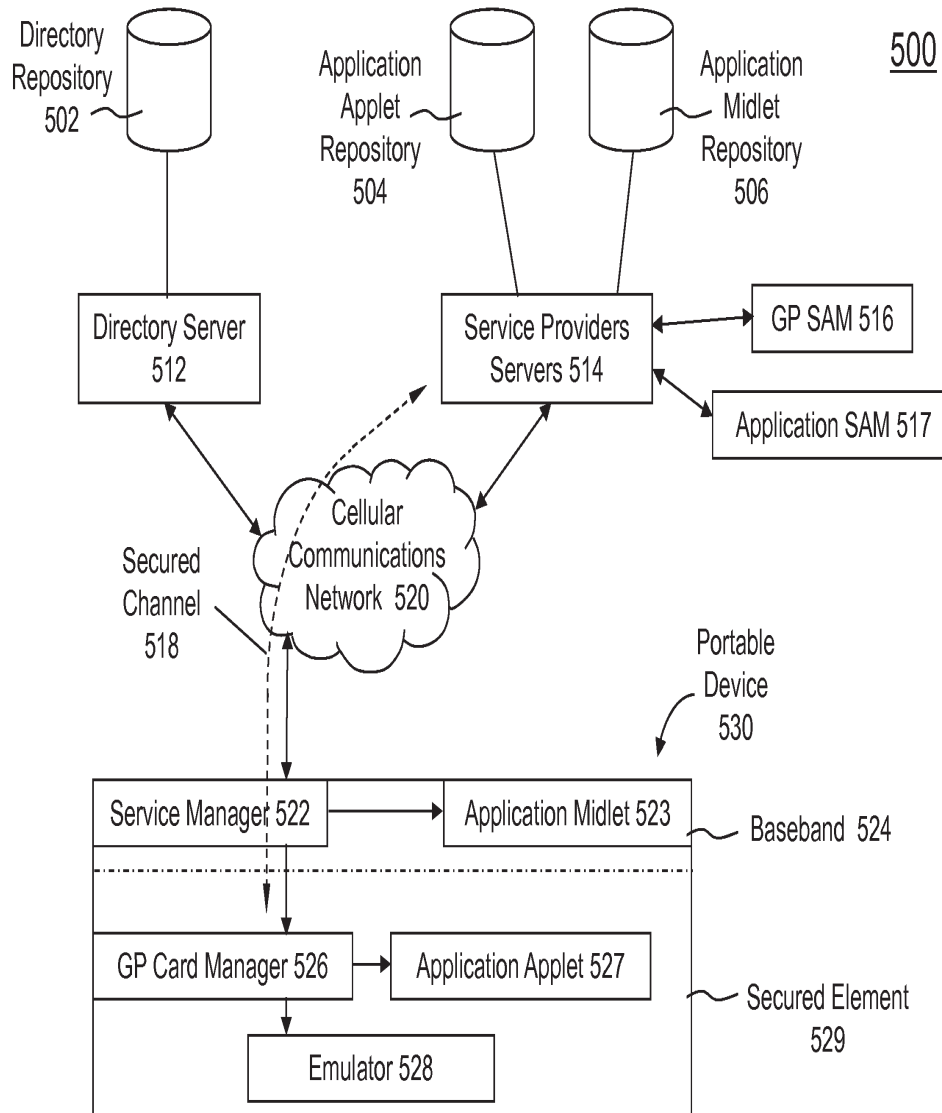 500
Directory
Repository
502
Application
Applet
Repository
504
Application
Midlet
Repository
506
Directory Server
512
Service Providers
Servers 514
GP SAM 516
Application SAM 517
Cellular
Communications
Network 520
Secured
Channel
518
Portable
Device
530
Service Manager 522
Application Midlet 523
Baseband 524
GP Card Manager 526
Application Applet 527
Secured Element
529
Emulator 528